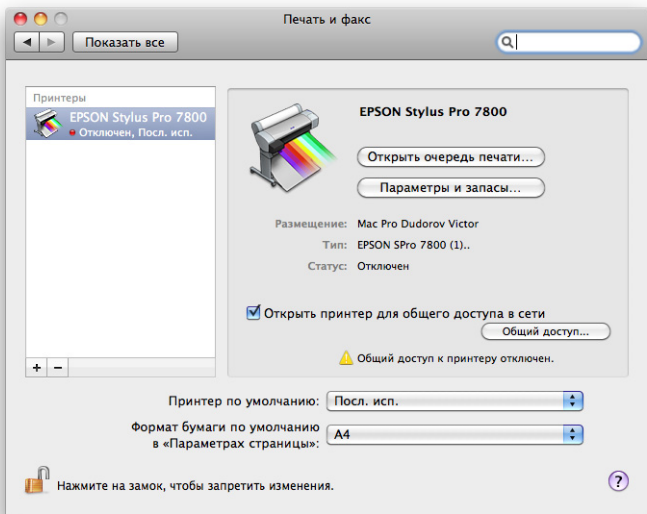 Печать и факс
Показать все
Принтеры
EPSON Stylus Pro 7800
Отключен, Посл. исп.
EPSON Stylus Pro 7800
Открыть очередь печати...
Параметры и запасы...
Размещение: Mac Pro Dudorov Victor
Тип: EPSON SPro 7800 (1)..
Статус: Отключен
Открыть принтер для общего доступа в сети
Общий доступ...
Общий доступ к принтеру отключен.
+ −
Принтер по умолчанию: Посл. исп.
Формат бумаги по умолчанию
в «Параметрах страницы»: A4
Нажмите на замок, чтобы запретить изменения.
?